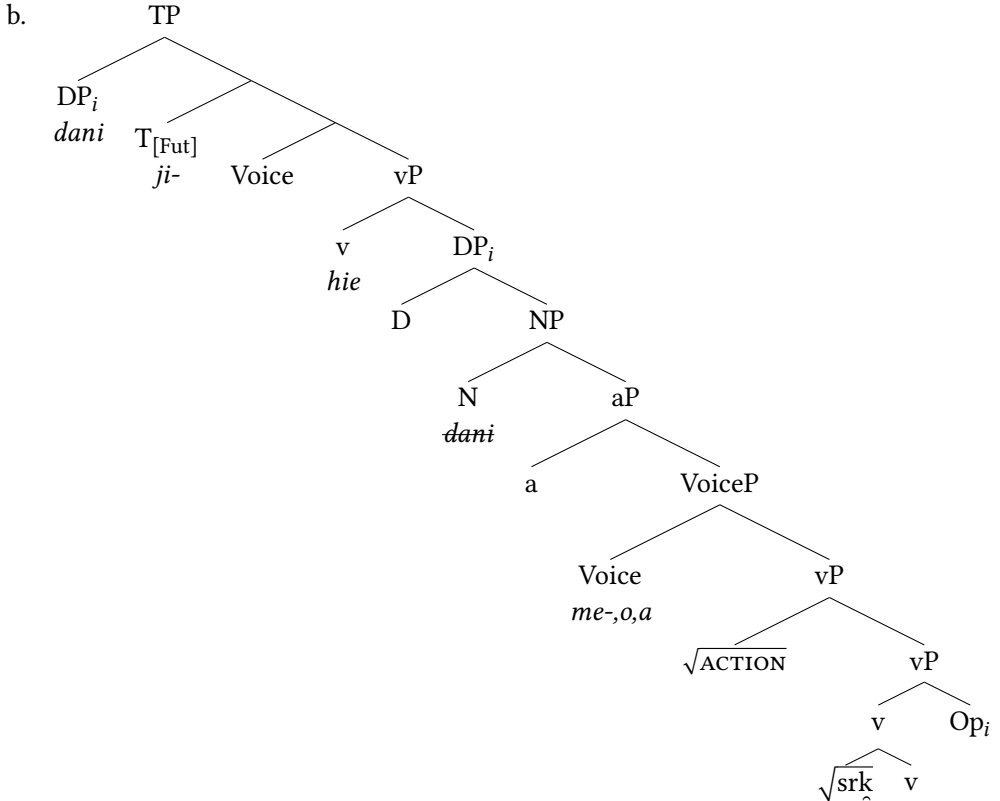 b. TP
DPᵢ
dani
T[Fut]
ji-
Voice vP
v DPᵢ
hie
D NP
N aP
dani
a VoiceP
Voice vP
me-,o,a
√ACTION vP
v Opᵢ
√srk̯ v